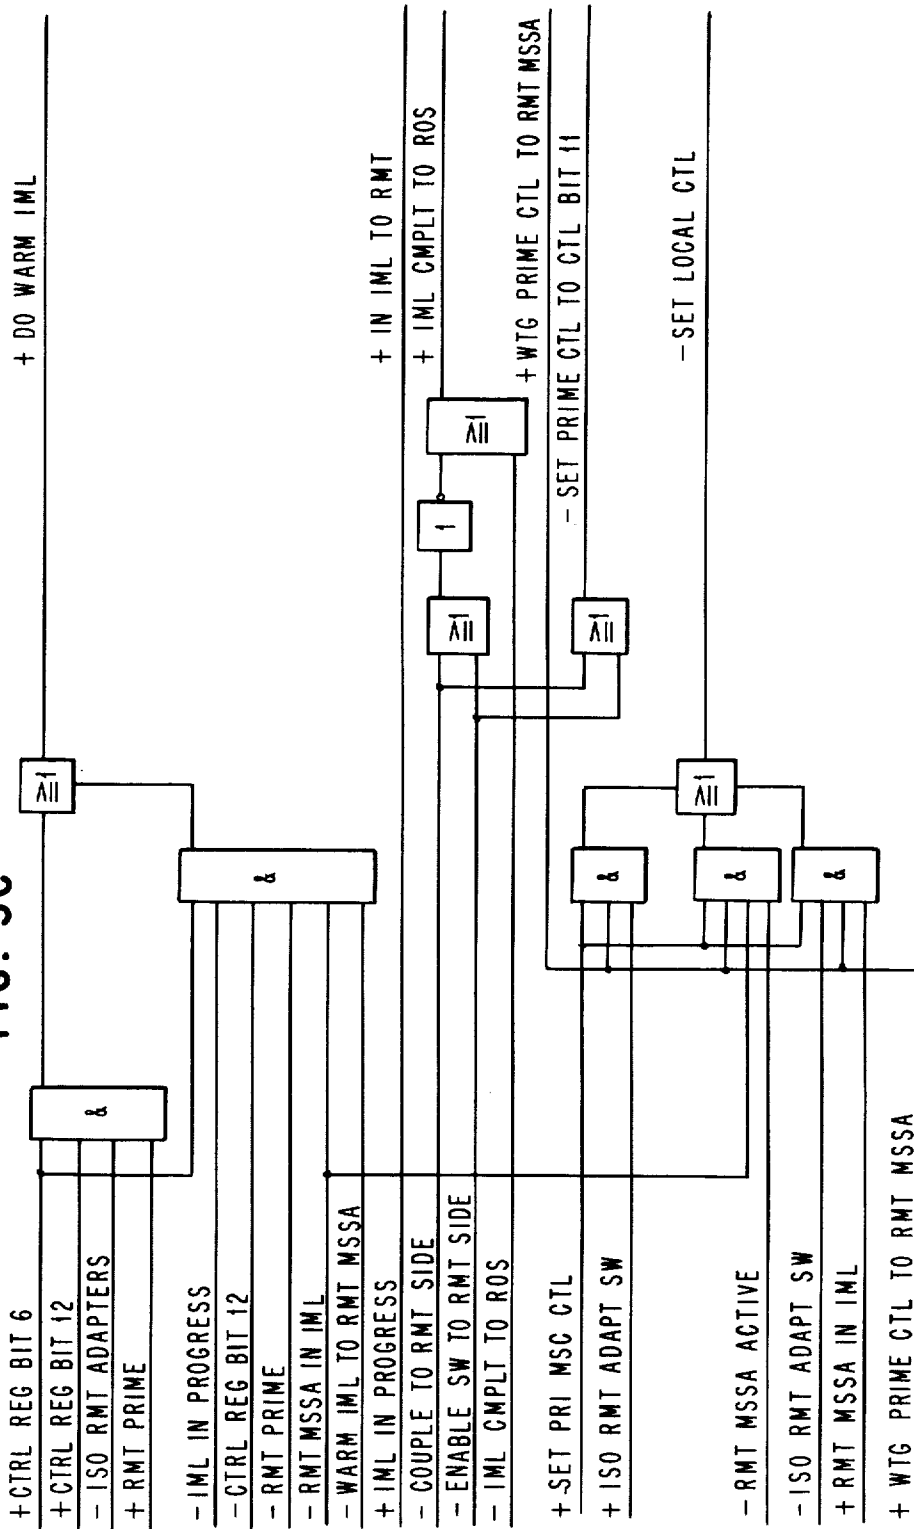 FIG. 3C
+ CTRL REG BIT 6
+ CTRL REG BIT 12
- ISO RMT ADAPTERS
+ RMT PRIME
- IML IN PROGRESS
- CTRL REG BIT 12
- RMT PRIME
- RMT MSSA IN IML
- WARM IML TO RMT MSSA
+ IML IN PROGRESS
- COUPLE TO RMT SIDE
- ENABLE SW TO RMT SIDE
- IML CMPLT TO ROS
+ SET PRI MSC CTL
+ ISO RMT ADAPT SW
- RMT MSSA ACTIVE
- ISO RMT ADAPT SW
+ RMT MSSA IN IML
+ WTG PRIME CTL TO RMT MSSA
&
&
&
&
&
1
+ DO WARM IML
+ IN IML TO RMT
+ IML CMPLT TO ROS
+ WTG PRIME CTL TO RMT MSSA
- SET PRIME CTL TO CTL BIT 11
- SET LOCAL CTL